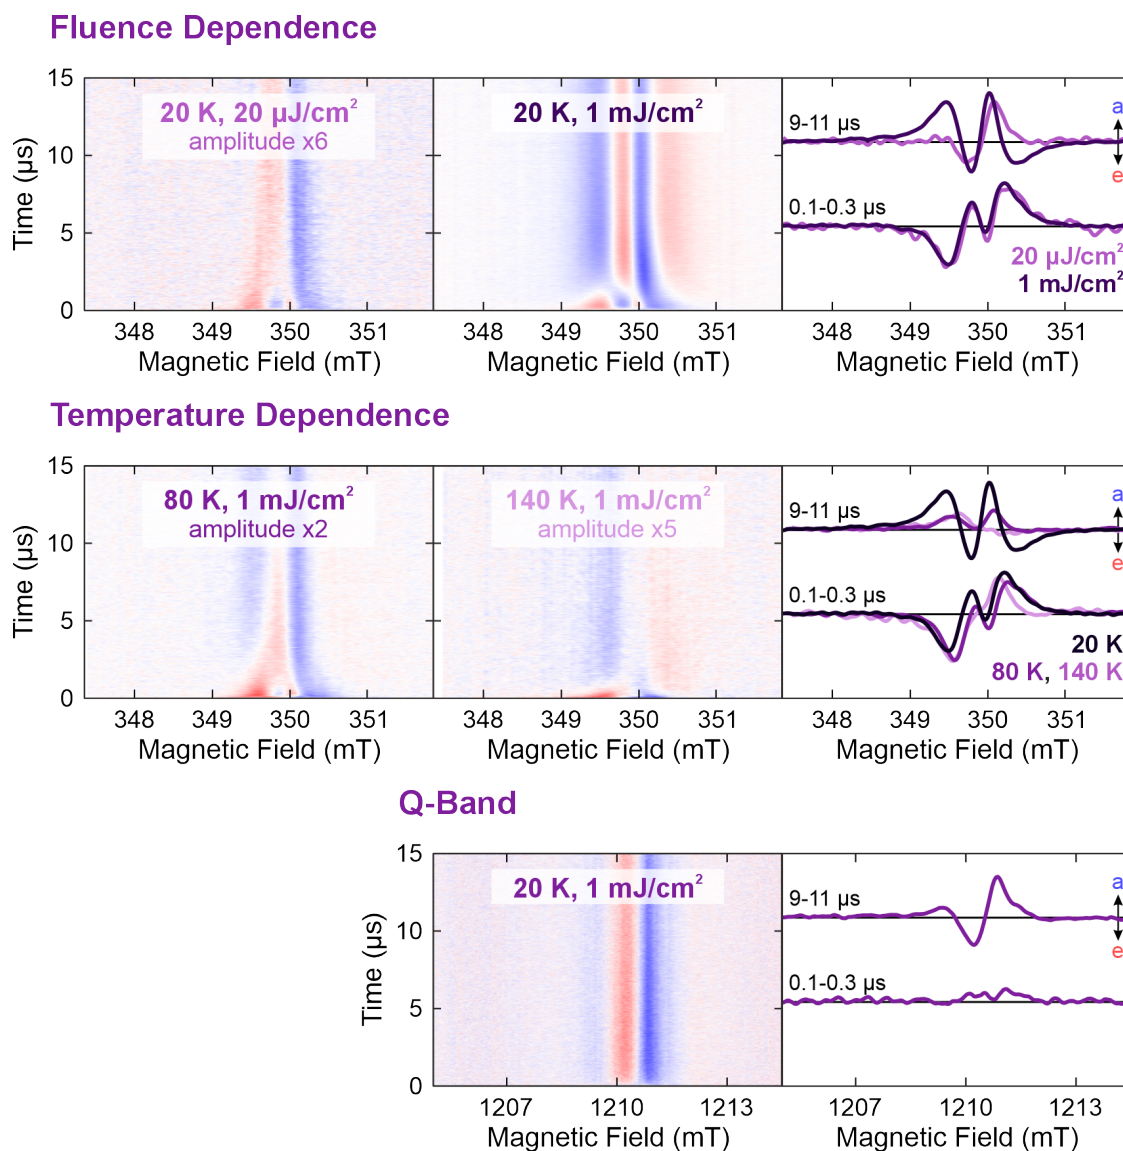 Fluence Dependence
15
10
5
0
Time (µs)
20 K, 20 µJ/cm²
amplitude x6
20 K, 1 mJ/cm²
9-11 µs
0.1-0.3 µs
a
e
20 µJ/cm²
1 mJ/cm²
348 349 350 351
348 349 350 351
348 349 350 351
Magnetic Field (mT)
Magnetic Field (mT)
Magnetic Field (mT)
Temperature Dependence
15
10
5
0
Time (µs)
80 K, 1 mJ/cm²
amplitude x2
140 K, 1 mJ/cm²
amplitude x5
9-11 µs
0.1-0.3 µs
a
e
20 K
80 K, 140 K
348 349 350 351
348 349 350 351
348 349 350 351
Magnetic Field (mT)
Magnetic Field (mT)
Magnetic Field (mT)
Q-Band
15
10
5
0
Time (µs)
20 K, 1 mJ/cm²
9-11 µs
0.1-0.3 µs
a
e
1207 1210 1213
1207 1210 1213
Magnetic Field (mT)
Magnetic Field (mT)